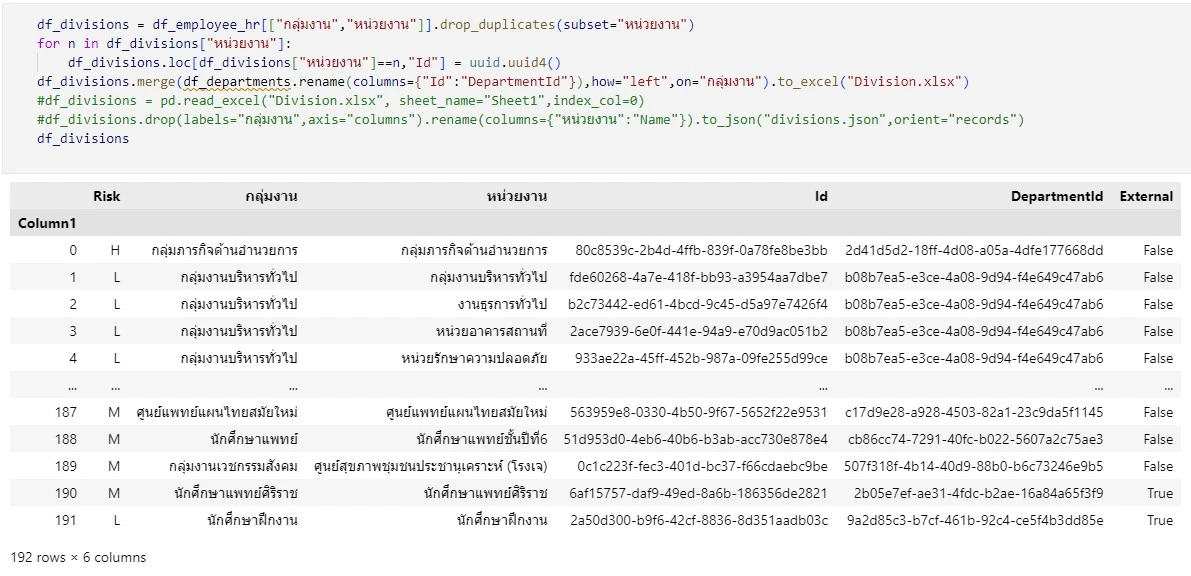 df_divisions = df_employee_hr[["กลุ่มงาน","หน่วยงาน"]].drop_duplicates(subset="หน่วยงาน")
for n in df_divisions["หน่วยงาน"]:
    df_divisions.loc[df_divisions["หน่วยงาน"]==n,"Id"] = uuid.uuid4()
df_divisions.merge(df_departments.rename(columns={"Id":"DepartmentId"}),how="left",on="กลุ่มงาน").to_excel("Division.xlsx")
#df_divisions = pd.read_excel("Division.xlsx", sheet_name="Sheet1",index_col=0)
#df_divisions.drop(labels="กลุ่มงาน",axis="columns").rename(columns={"หน่วยงาน":"Name"}).to_json("divisions.json",orient="records")
df_divisions
Risk กลุ่มงาน หน่วยงาน Id DepartmentId External
Column1
0 H กลุ่มภารกิจด้านอำนวยการ กลุ่มภารกิจด้านอำนวยการ 80c8539c-2b4d-4ffb-839f-0a78fe8be3bb 2d41d5d2-18ff-4d08-a05a-4dfe177668dd False
1 L กลุ่มงานบริหารทั่วไป กลุ่มงานบริหารทั่วไป fde60268-4a7e-418f-bb93-a3954aa7dbe7 b08b7ea5-e3ce-4a08-9d94-f4e649c47ab6 False
2 L กลุ่มงานบริหารทั่วไป งานธุรการทั่วไป b2c73442-ed61-4bcd-9c45-d5a97e7426f4 b08b7ea5-e3ce-4a08-9d94-f4e649c47ab6 False
3 L กลุ่มงานบริหารทั่วไป หน่วยอาคารสถานที่ 2ace7939-6e0f-441e-94a9-e70d9ac051b2 b08b7ea5-e3ce-4a08-9d94-f4e649c47ab6 False
4 L กลุ่มงานบริหารทั่วไป หน่วยรักษาความปลอดภัย 933ae22a-45ff-452b-987a-09fe255d99ce b08b7ea5-e3ce-4a08-9d94-f4e649c47ab6 False
... ... ... ... ... ... ...
187 M ศูนย์แพทย์แผนไทยสมัยใหม่ ศูนย์แพทย์แผนไทยสมัยใหม่ 563959e8-0330-4b50-9f67-5652f22e9531 c17d9e28-a928-4503-82a1-23c9da5f1145 False
188 M นักศึกษาแพทย์ นักศึกษาแพทย์ชั้นปีที่6 51d953d0-4eb6-40b6-b3ab-acc730e878e4 cb86cc74-7291-40fc-b022-5607a2c75ae3 False
189 M กลุ่มงานเวชกรรมสังคม ศูนย์สุขภาพชุมชนประชานุเคราะห์ (โรงเจ) 0c1c223f-fec3-401d-bc37-f66cdaebc9be 507f318f-4b14-40d9-88b0-b6c73246e9b5 False
190 M นักศึกษาแพทย์ศิริราช นักศึกษาแพทย์ศิริราช 6af15757-daf9-49ed-8a6b-186356de2821 2b05e7ef-ae31-4fdc-b2ae-16a84a65f3f9 True
191 L นักศึกษาฝึกงาน นักศึกษาฝึกงาน 2a50d300-b9f6-42cf-8836-8d351aadb03c 9a2d85c3-b7cf-461b-92c4-ce5f4b3dd85e True
192 rows × 6 columns